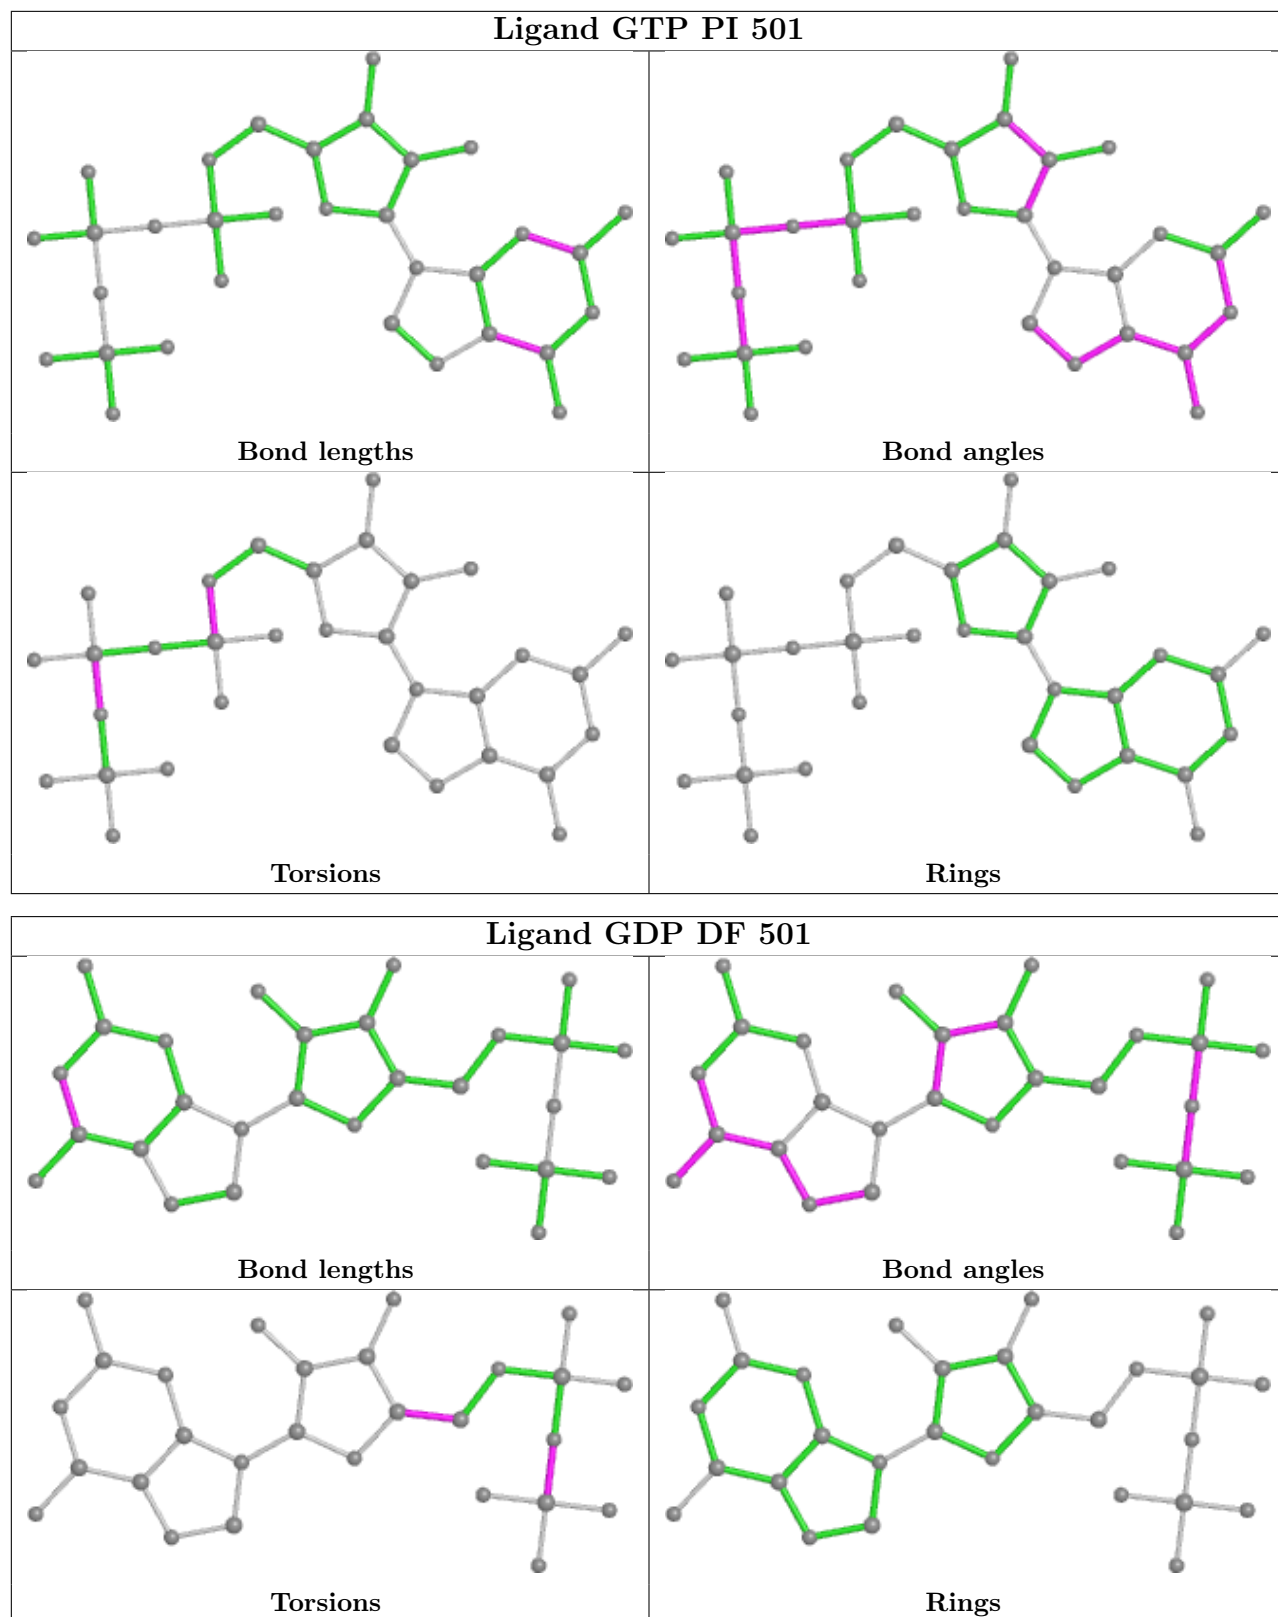 Ligand GTP PI 501
Bond lengths
Bond angles
Torsions
Rings
Ligand GDP DF 501
Bond lengths
Bond angles
Torsions
Rings